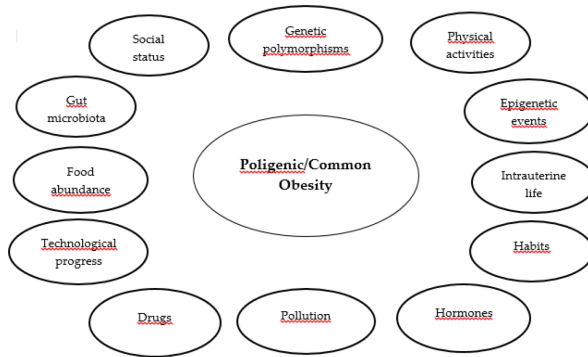 Social
status
Genetic
polymorphisms
Physical
activities
Gut
microbiota
Epigenetic
events
Poligenic/Common
Obesity
Food
abundance
Intrauterine
life
Technological
progress
Habits
Drugs
Pollution
Hormones